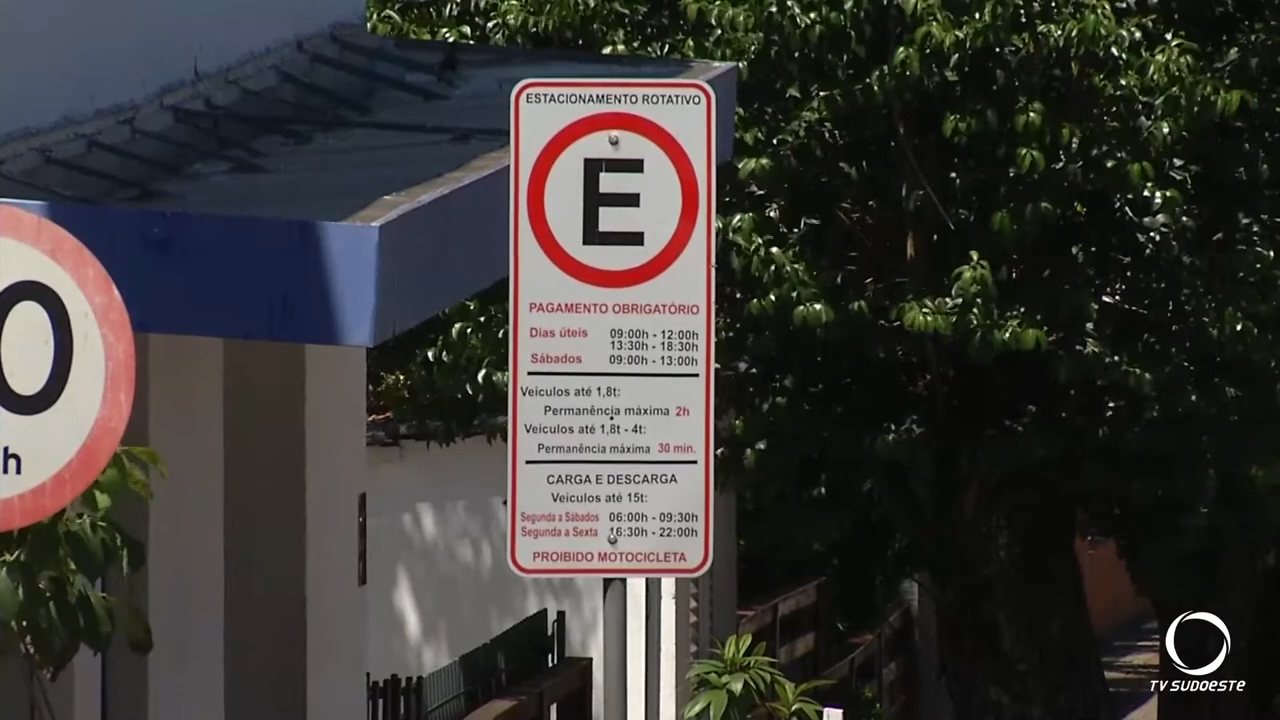 ESTACIONAMENTO ROTATIVO
E
PAGAMENTO OBRIGATÓRIO
Dias úteis 09:00h - 12:00h
13:30h - 18:30h
Sábados 09:00h - 13:00h
Veículos até 1,8t:
Permanência máxima 2h
Veículos até 1,8t - 4t:
Permanência máxima 30 min.
CARGA E DESCARGA
Veículos até 15t:
Segunda a Sábados 06:00h - 09:30h
Segunda a Sexta 16:30h - 22:00h
PROIBIDO MOTOCICLETA
0
h
TV SUDOESTE